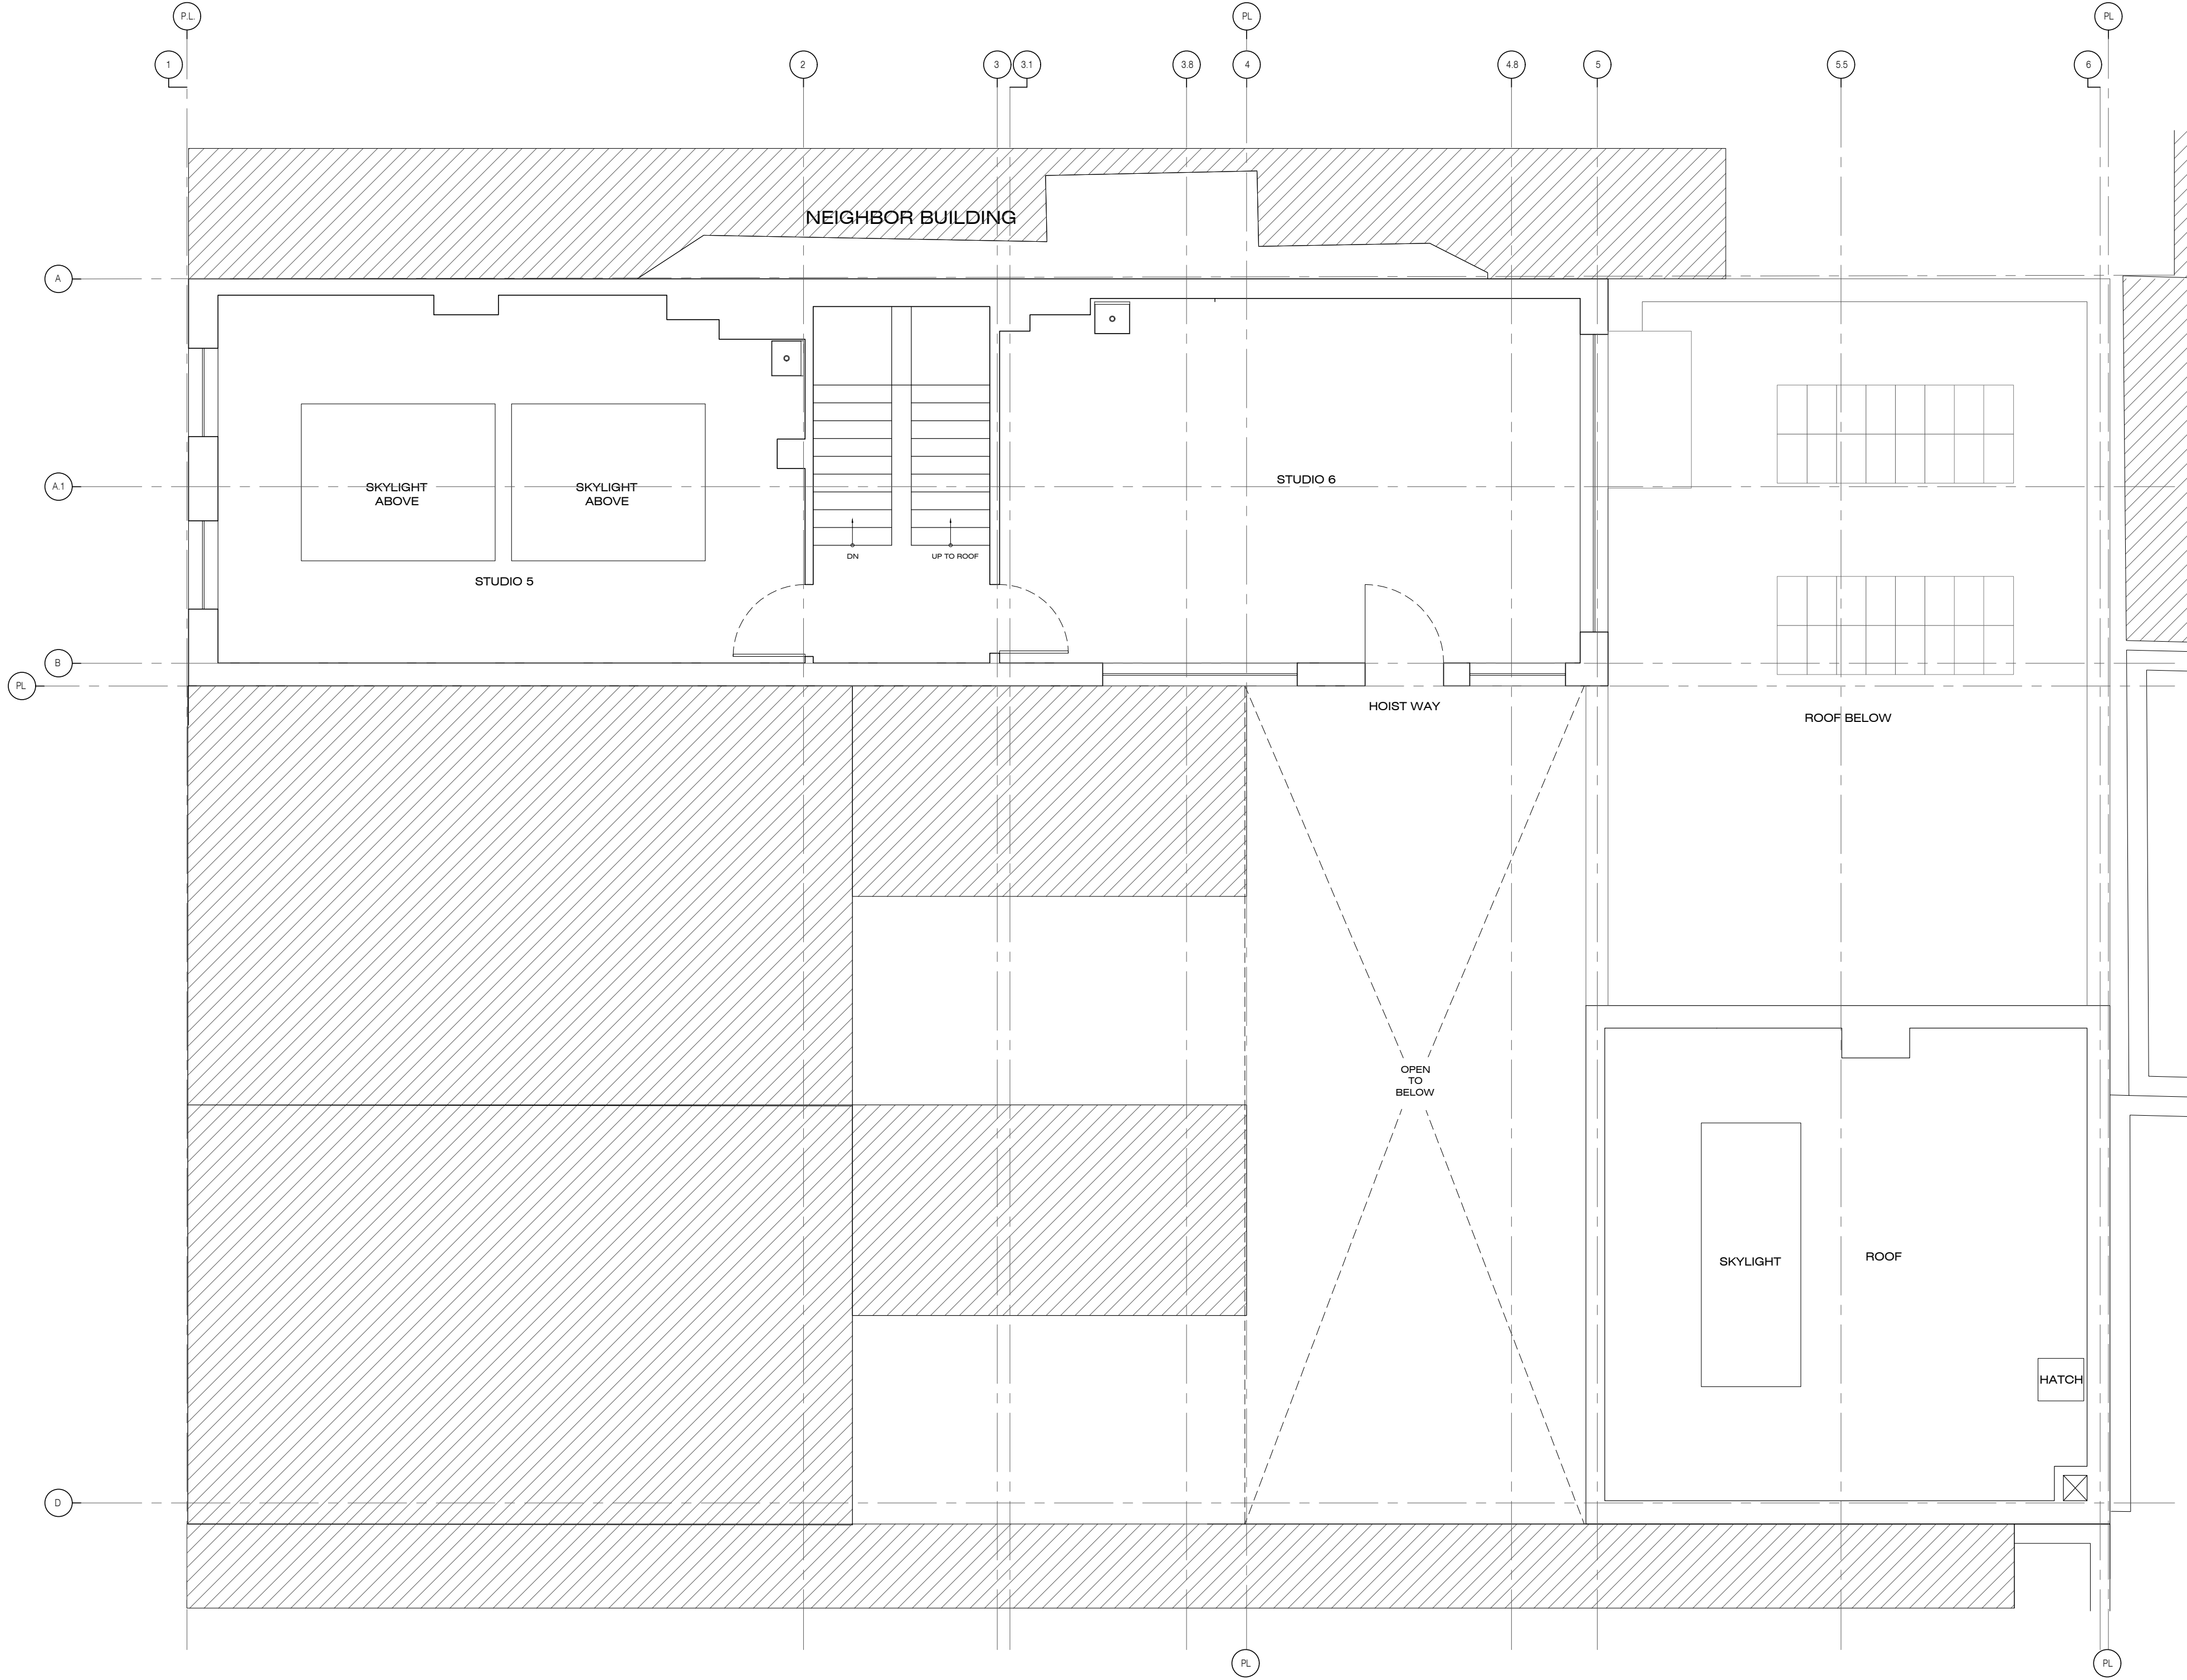 P.L.
PL
PL
1
2
3
3.1
3.8
4
4.8
5
5.5
6
NEIGHBOR BUILDING
A
A.1
SKYLIGHT
ABOVE
SKYLIGHT
ABOVE
STUDIO 6
DN
UP TO ROOF
STUDIO 5
B
PL
HOIST WAY
ROOF BELOW
OPEN
TO
BELOW
SKYLIGHT
ROOF
HATCH
D
PL
PL